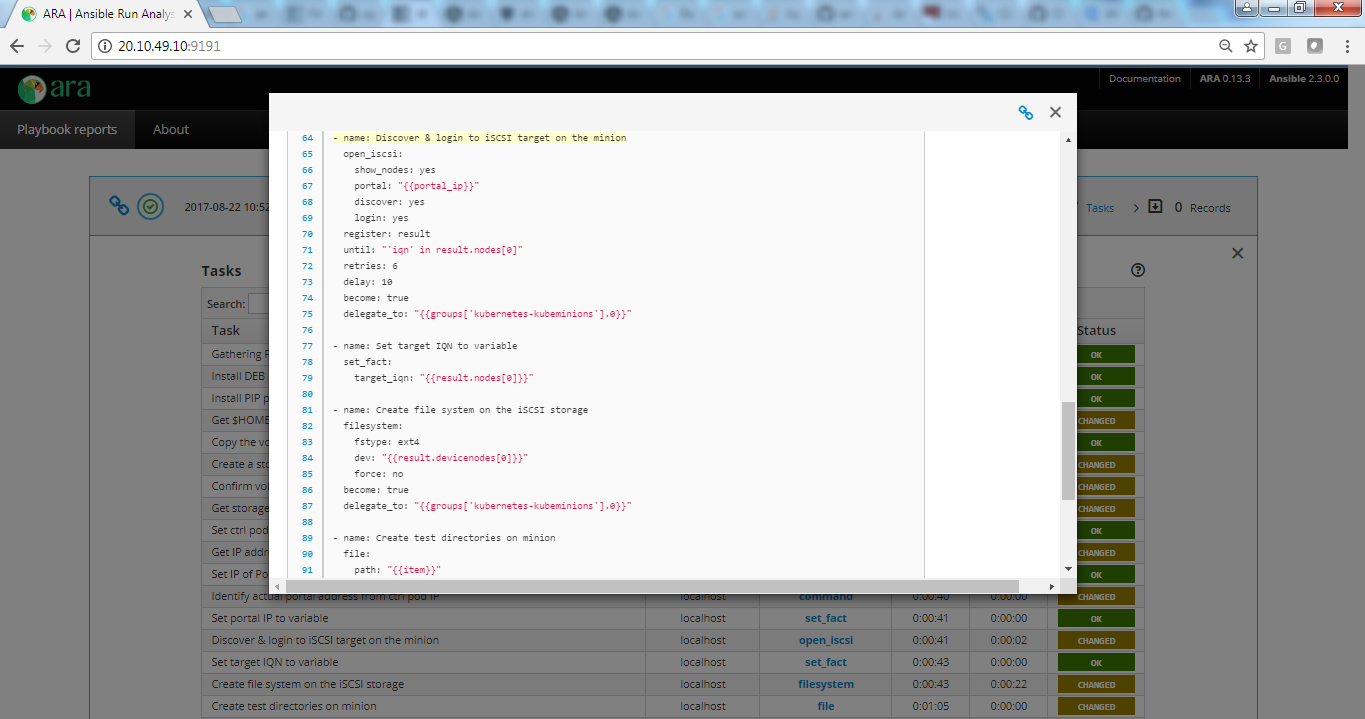 ARA | Ansible Run Analys
20.10.49.10:9191
G
ara
Documentation
ARA 0.13.3
Ansible 2.3.0.0
Playbook reports
About
2017-08-22 10:52
Tasks
0 Records
Tasks
Search:
Task
Status
Gathering F
OK
Install DEB
OK
Install PIP p
OK
Get $HOME
CHANGED
Copy the vo
OK
Create a sto
CHANGED
Confirm vol
CHANGED
Get storage
CHANGED
Set ctrl pod
OK
Get IP addr
CHANGED
Set IP of Po
OK
64 - name: Discover & login to iSCSI target on the minion
65 open_iscsi:
66 show_nodes: yes
67 portal: "{{portal_ip}}"
68 discover: yes
69 login: yes
70 register: result
71 until: "'iqn' in result.nodes[0]"
72 retries: 6
73 delay: 10
74 become: true
75 delegate_to: "{{groups['kubernetes-kubeminions'].0}}"
76
77 - name: Set target IQN to variable
78 set_fact:
79 target_iqn: "{{result.nodes[0]}}"
80
81 - name: Create file system on the iSCSI storage
82 filesystem:
83 fstype: ext4
84 dev: "{{result.devicenodes[0]}}"
85 force: no
86 become: true
87 delegate_to: "{{groups['kubernetes-kubeminions'].0}}"
88
89 - name: Create test directories on minion
90 file:
91 path: "{{item}}"
Identify actual portal address from ctrl pod IP localhost command 0:00:40 0:00:00 CHANGED
Set portal IP to variable localhost set_fact 0:00:41 0:00:00 OK
Discover & login to iSCSI target on the minion localhost open_iscsi 0:00:41 0:00:02 CHANGED
Set target IQN to variable localhost set_fact 0:00:43 0:00:00 OK
Create file system on the iSCSI storage localhost filesystem 0:00:43 0:00:22 CHANGED
Create test directories on minion localhost file 0:01:05 0:00:00 CHANGED